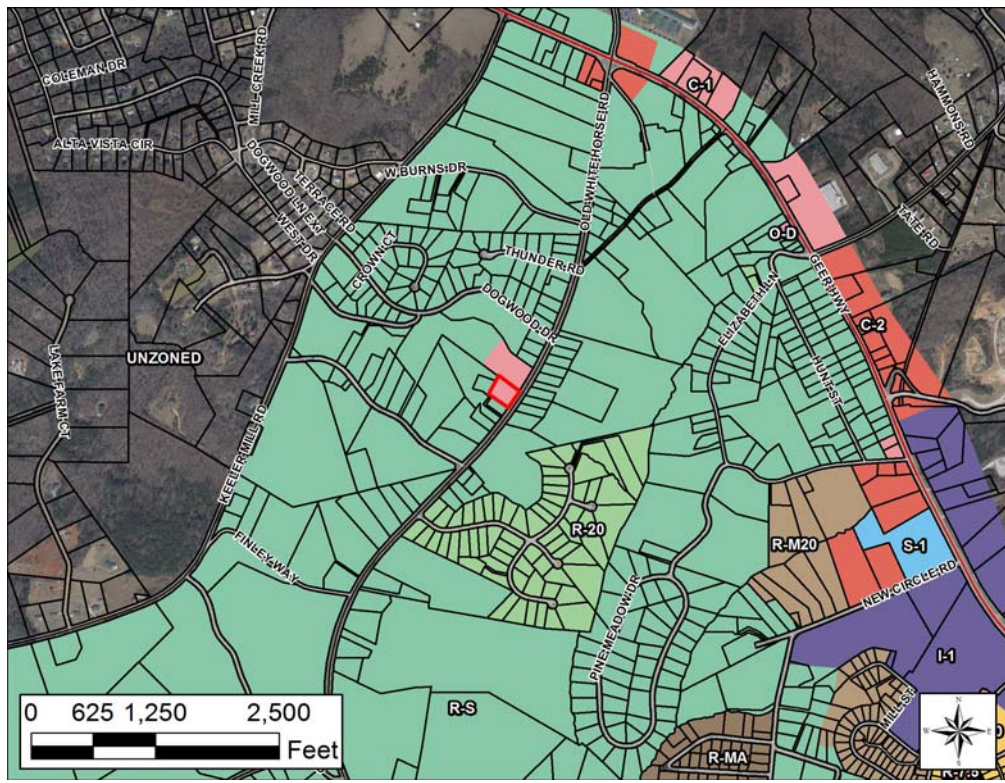 COLEMAN DR
MILL CREEK RD
HAMMONS RD
C-1
ALTA VISTA CIR
W BURNS DR
OLD WHITE HORSE RD
DOGWOOD LN EXT
TERRACE RD
WEST DR
TATE RD
O-D
CROWN CT
THUNDER RD
GEER HWY
DOGWOOD DR
ELIZABETH LN
C-2
LAKE FARM CT
UNZONED
HUNT ST
KEELER MILL RD
R-20
R-M20
S-1
FINLEY WAY
NEW CIRCLE RD
PINE MEADOW DR
I-1
R-S
MILL ST
R-MA
0 625 1,250 2,500
Feet
N
W E
S